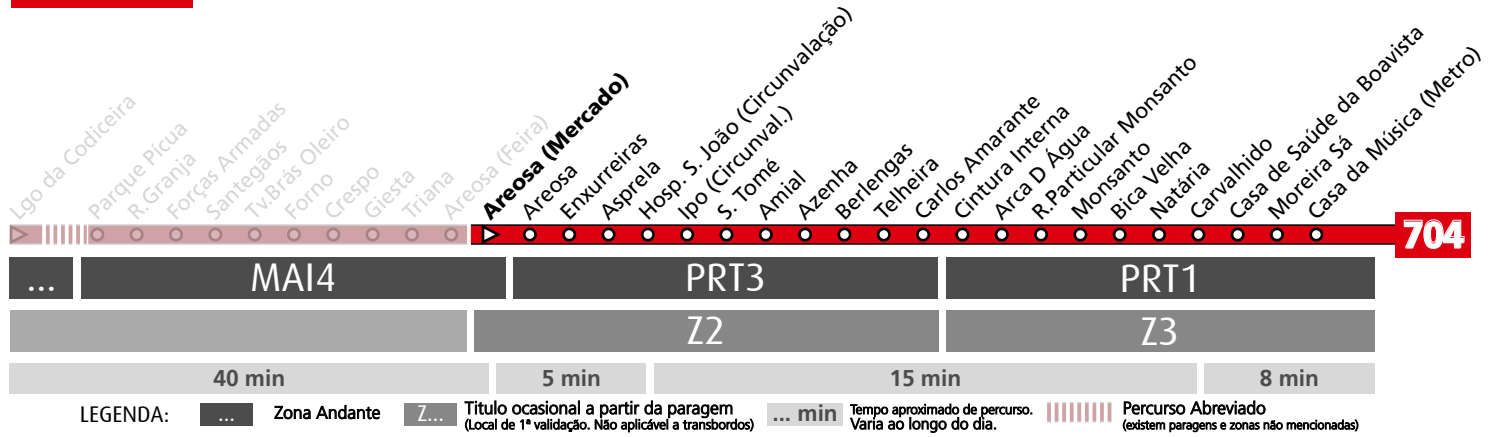 Lgo da Codiceira
Parque Pícua
R.Granja
Forças Armadas
Santegãos
Tv.Brás Oleiro
Forno
Crespo
Giesta
Triana
Areosa (Feira)
Areosa (Mercado)
Areosa
Enxurreiras
Asprela
Hosp. S. João (Circunvalação)
Ipo (Circunval.)
S. Tomé
Amial
Azenha
Berlengas
Telheira
Carlos Amarante
Cintura Interna
Arca D Água
R.Particular Monsanto
Monsanto
Bica Velha
Natária
Carvalhido
Casa de Saúde da Boavista
Moreira Sá
Casa da Música (Metro)
704
... MAI4 PRT3 PRT1
Z2 Z3
40 min 5 min 15 min 8 min
LEGENDA: ... Zona Andante Z... Titulo ocasional a partir da paragem
(Local de 1ª validação. Não aplicável a transbordos)
... min Tempo aproximado de percurso.
Varia ao longo do dia.
Percurso Abreviado
(existem paragens e zonas não mencionadas)